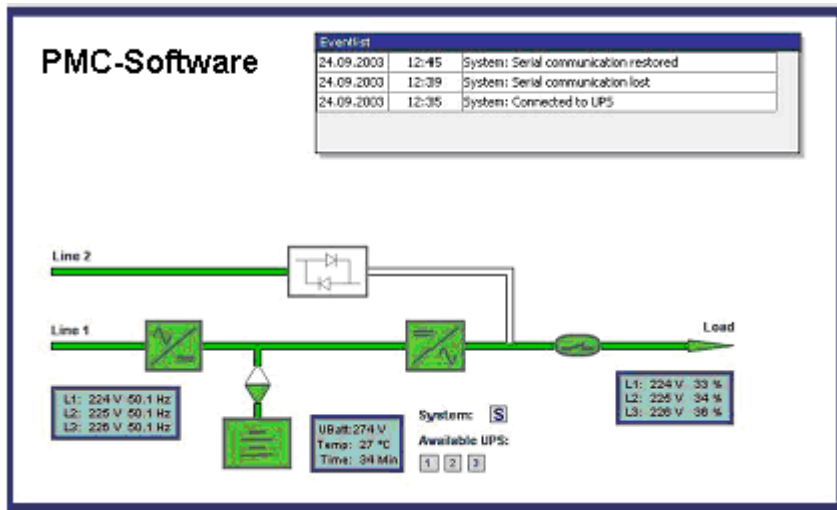 PMC-Software
Eventlist
24.09.2003 12:45 System: Serial communication restored
24.09.2003 12:39 System: Serial communication lost
24.09.2003 12:35 System: Connected to UPS
Line 2
Line 1
Load
L1: 224 V 50.1 Hz
L2: 225 V 50.1 Hz
L3: 226 V 50.1 Hz
UBatt:274 V
Temp: 27 °C
Time: 34 Min
System: S
Available UPS:
1 2 3
L1: 224 V 33 %
L2: 225 V 34 %
L3: 226 V 36 %